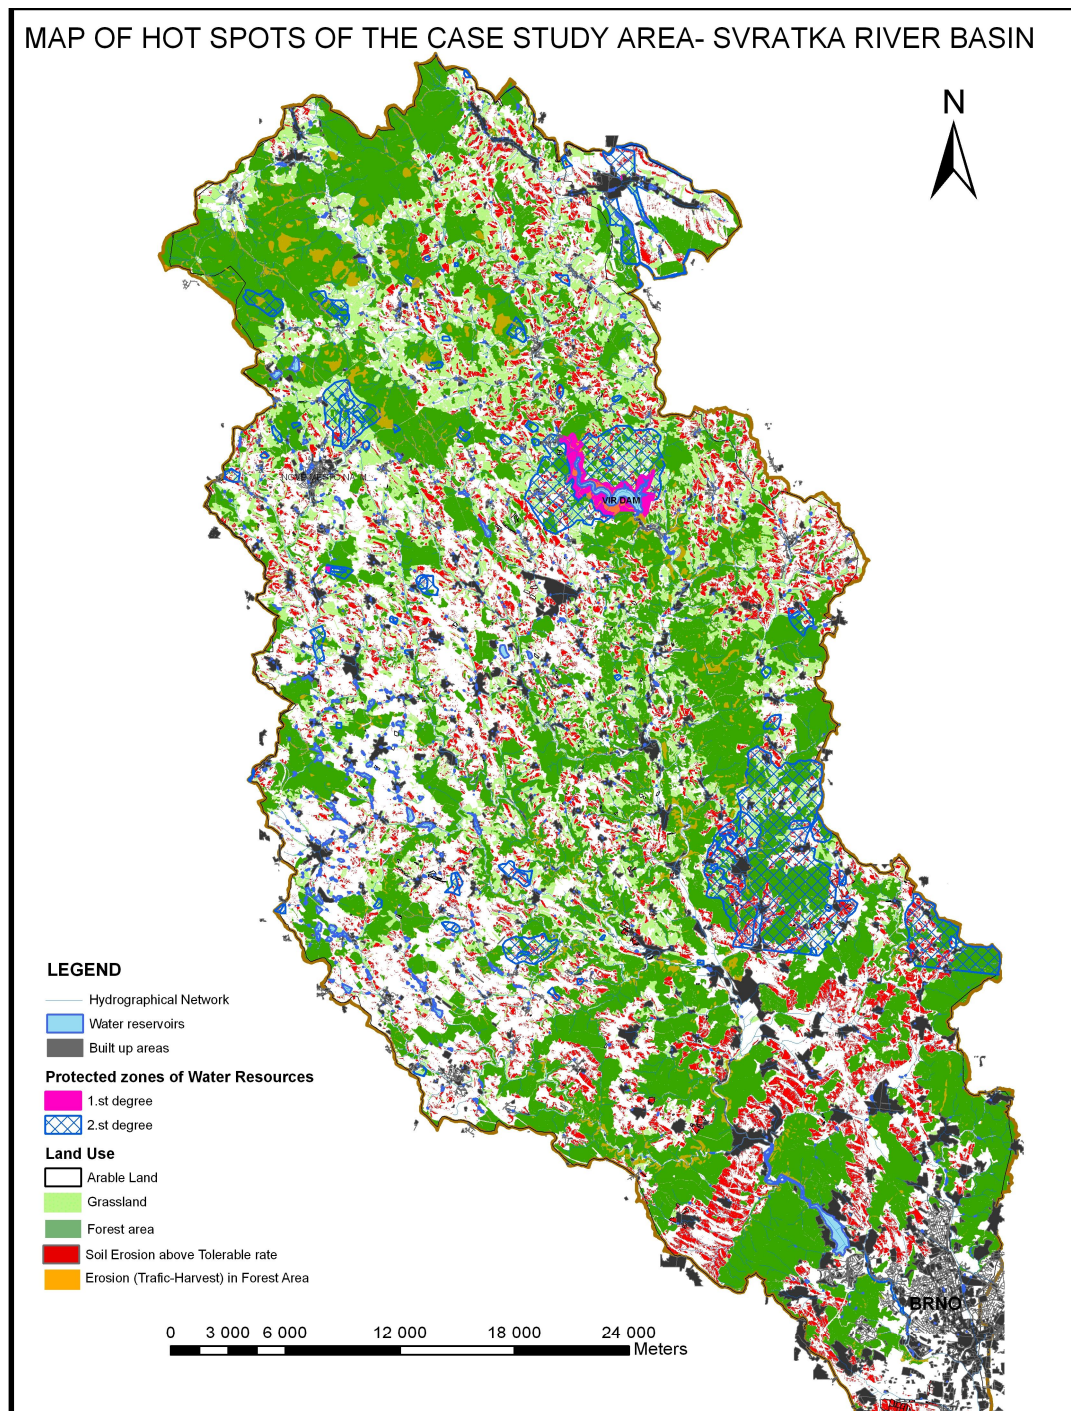 MAP OF HOT SPOTS OF THE CASE STUDY AREA- SVRATKA RIVER BASIN
N
VIR DAM
LEGEND
Hydrographical Network
Water reservoirs
Built up areas
Protected zones of Water Resources
1.st degree
2.st degree
Land Use
Arable Land
Grassland
Forest area
Soil Erosion above Tolerable rate
Erosion (Trafic-Harvest) in Forest Area
BRNO
0 3 000 6 000 12 000 18 000 24 000
Meters